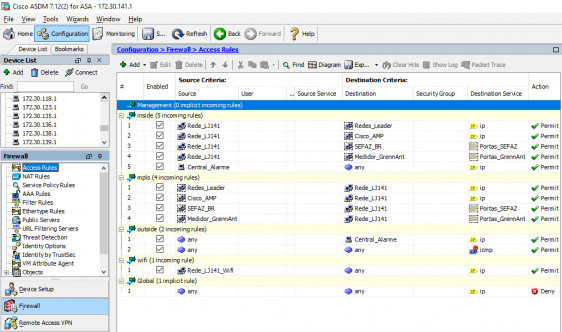 Cisco ASDM 7.12(2) for ASA - 172.30.141.1
File View Tools Wizards Window Help
Home Configuration Monitoring S... Refresh Back Forward Help
Device List Bookmarks
Configuration > Firewall > Access Rules
Device List
Add Delete Connect
Find: Go
172.30.118.1
172.30.123.1
172.30.135.1
172.30.136.1
172.30.138.1
172.30.139.1
Firewall
Access Rules
NAT Rules
Service Policy Rules
AAA Rules
Filter Rules
Ethertype Rules
Public Servers
URL Filtering Servers
Threat Detection
Identity Options
Identity by TrustSec
VM Attribute Agent
Objects
Device Setup
Firewall
Remote Access VPN
Add Edit Delete Find Diagram Exp... Clear Hits Show Log Packet Trace
Source Criteria: Destination Criteria:
# Enabled Source User ... Source Service Destination Security Group Destination Service Action
Management (0 implicit incoming rules)
inside (5 incoming rules)
1 Rede_LJ141 Redes_Leader ip Permit
2 Rede_LJ141 Cisco_AMP ip Permit
3 Rede_LJ141 SEFAZ_BR Portas_SEFAZ Permit
4 Rede_LJ141 Medidor_GrennAnt Portas_GrennAnt Permit
5 Central_Alarme any ip Permit
mpls (4 incoming rules)
1 Redes_Leader Rede_LJ141 ip Permit
2 Cisco_AMP Rede_LJ141 ip Permit
3 SEFAZ_BR Rede_LJ141 Portas_SEFAZ Permit
4 Medidor_GrennAnt Rede_LJ141 Portas_GrennAnt Permit
outside (2 incoming rules)
1 any Central_Alarme ip Permit
2 any any icmp Permit
wifi (1 incoming rule)
1 Rede_LJ141_Wifi any ip Permit
Global (1 implicit rule)
1 any any ip Deny